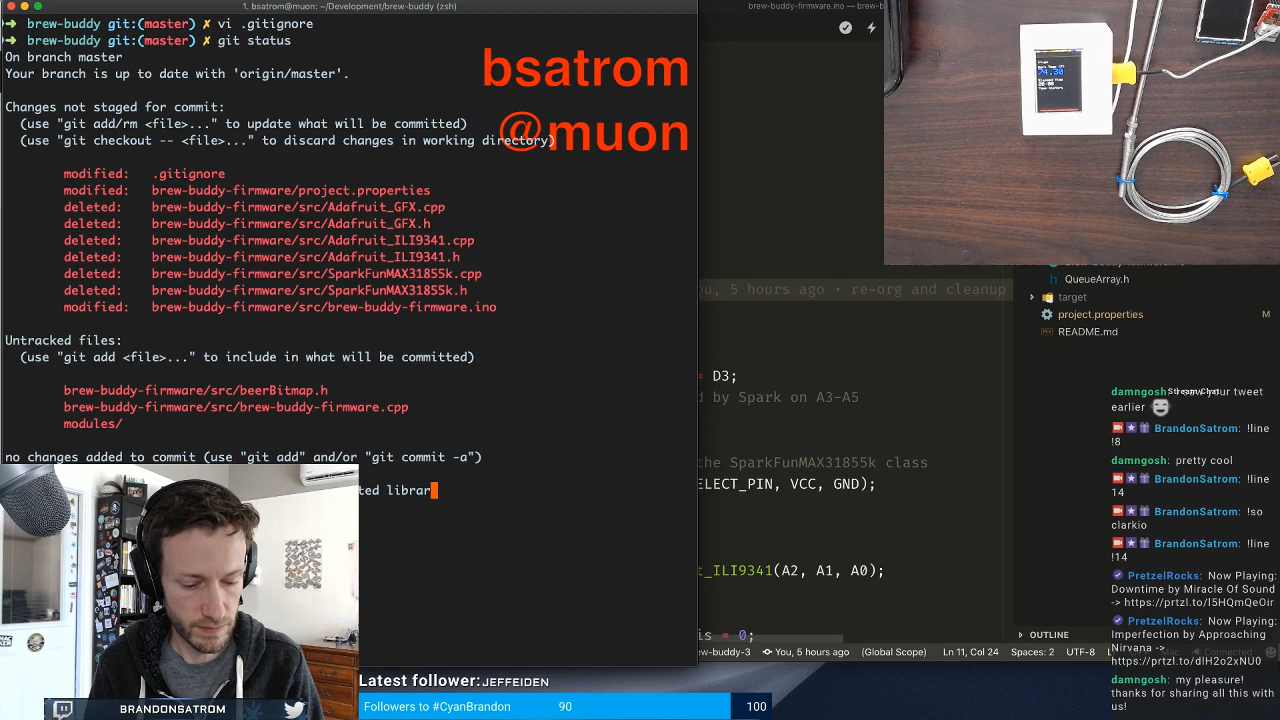 1. bsatrom@muon: ~/Development/brew-buddy (zsh)
➜ brew-buddy git:(master) ✗ vi .gitignore
➜ brew-buddy git:(master) ✗ git status
On branch master
Your branch is up to date with 'origin/master'.
Changes not staged for commit:
(use "git add/rm <file>..." to update what will be committed)
(use "git checkout -- <file>..." to discard changes in working directory)
modified: .gitignore
modified: brew-buddy-firmware/project.properties
deleted: brew-buddy-firmware/src/Adafruit_GFX.cpp
deleted: brew-buddy-firmware/src/Adafruit_GFX.h
deleted: brew-buddy-firmware/src/Adafruit_ILI9341.cpp
deleted: brew-buddy-firmware/src/Adafruit_ILI9341.h
deleted: brew-buddy-firmware/src/SparkFunMAX31855k.cpp
deleted: brew-buddy-firmware/src/SparkFunMAX31855k.h
modified: brew-buddy-firmware/src/brew-buddy-firmware.ino
Untracked files:
(use "git add <file>..." to include in what will be committed)
brew-buddy-firmware/src/beerBitmap.h
brew-buddy-firmware/src/brew-buddy-firmware.cpp
modules/
no changes added to commit (use "git add" and/or "git commit -a")
ted librar
bsatrom
@muon
brew-buddy-firmware.ino — brew-b
u, 5 hours ago • re-org and cleanup
= D3;
d by Spark on A3-A5
the SparkFunMAX31855k class
ELECT_PIN, VCC, GND);
t_ILI9341(A2, A1, A0);
is = 0;
ew-buddy-3 You, 5 hours ago (Global Scope) Ln 11, Col 24 Spaces: 2 UTF-8
74.30
QueueArray.h
target
project.properties M
README.md
OUTLINE
Connected
Stream Chat
damngosh: your tweet
earlier
BrandonSatrom: !line
!8
damngosh: pretty cool
BrandonSatrom: !line
14
BrandonSatrom: !so
clarkio
BrandonSatrom: !line
!14
PretzelRocks: Now Playing:
Downtime by Miracle Of Sound
-> https://prtzl.to/l5HQmQeOir
PretzelRocks: Now Playing:
Imperfection by Approaching
Nirvana ->
https://prtzl.to/dlH2o2xNU0
damngosh: my pleasure!
thanks for sharing all this with
us!
Latest follower: JEFFEIDEN
Followers to #CyanBrandon 90 100
BRANDONSATROM